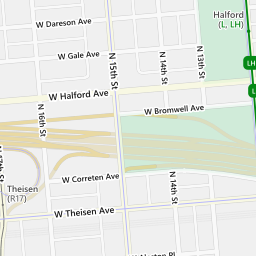 W Dareson Ave
Halford
(L, LH)
W Gale Ave
N 15th St
N 14th St
N 13th St
LH
W Halford Ave
W Bromwell Ave
N 16th St
Theisen
(R17)
W Correten Ave
N 14th St
W Theisen Ave